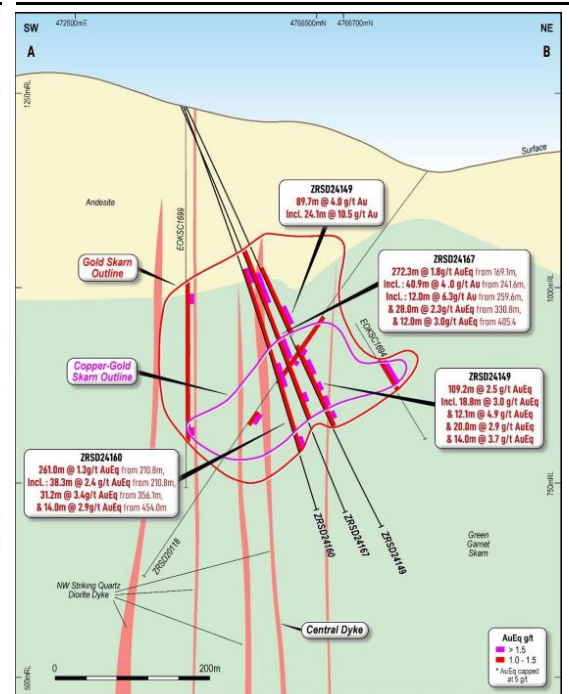 SW
472500mE
4766500mN
4766700mN
NE
A
B
1250mRL
Surface
ZRSD24149
89.7m @ 4.0 g/t Au
Incl. 24.1m @ 10.5 g/t Au
Andesite
EOKSC1699
ZRSD24167
272.3m @ 1.8g/t AuEq from 169.1m,
Incl : 40.9m @ 4 .0 g/t Au from 241.6m,
Incl : 12.0m @ 6.3g/t Au from 259.6m,
& 28.0m @ 2.3g/t AuEq from 330.8m,
& 12.0m @ 3.0g/t AuEq from 405.4
Gold Skarn
Outline
1000mRL
EOKSC1694
Copper-Gold
Skarn Outline
ZRSD24149
109.2m @ 2.5 g/t AuEq
Incl 18.8m @ 3.0 g/t AuEq
& 12.1m @ 4.9 g/t AuEq
& 20.0m @ 2.9 g/t AuEq
& 14.0m @ 3.7 g/t AuEq
ZRSD24160
261.0m @ 1.3g/t AuEq from 210.8m,
Incl : 38.3m @ 2.4 g/t AuEq from 210.8m,
31.2m @ 3.4g/t AuEq from 356.1m,
& 14.0m @ 2.9g/t AuEq from 454.0m
750mRL
ZRSD24160
ZRSD24167
ZRSD24149
ZRSD20118
Green
Garnet
Skarn
NW Striking Quartz
Diorite Dyke
Central Dyke
AuEq g/t
> 1.5
1.0 - 1.5
* AuEq capped
at 5 g/t
0
200m
500mRL